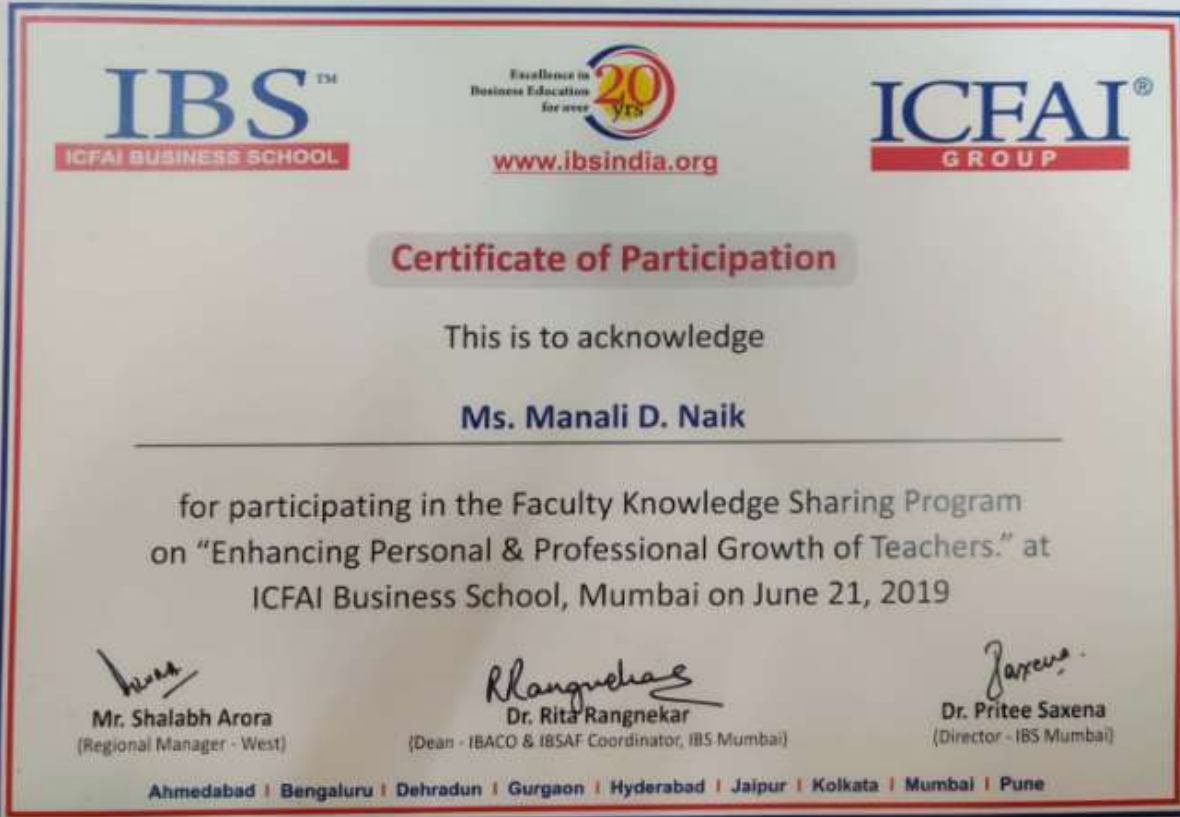 IBS™
ICFAI BUSINESS SCHOOL
Excellence in
Business Education
for over
20
yrs
www.ibsindia.org
ICFAI®
GROUP
Certificate of Participation
This is to acknowledge
Ms. Manali D. Naik
for participating in the Faculty Knowledge Sharing Program
on “Enhancing Personal & Professional Growth of Teachers.” at
ICFAI Business School, Mumbai on June 21, 2019
RRangnekar
Saxena.
Mr. Shalabh Arora
Dr. Rita Rangnekar
Dr. Pritee Saxena
(Regional Manager - West)
(Dean - IBACO & IBSAF Coordinator, IBS Mumbai)
(Director - IBS Mumbai)
Ahmedabad I Bengaluru I Dehradun I Gurgaon I Hyderabad I Jaipur I Kolkata I Mumbai I Pune